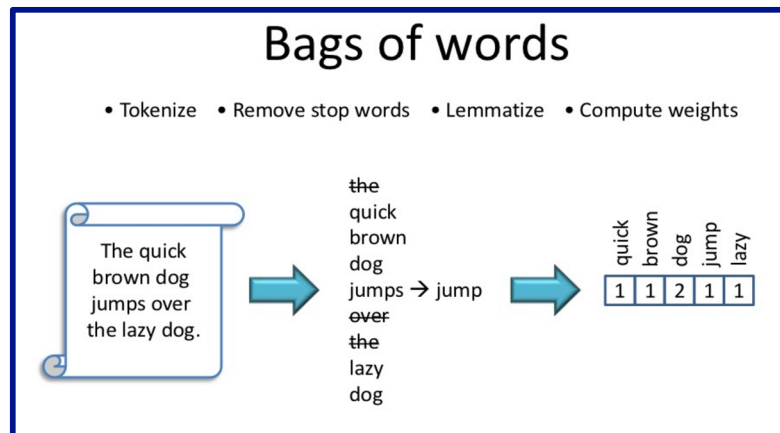 Bags of words
• Tokenize • Remove stop words • Lemmatize • Compute weights
The quick
brown dog
jumps over
the lazy dog.
the
quick
brown
dog
jumps → jump
over
the
lazy
dog
quick brown dog jump lazy
1 1 2 1 1